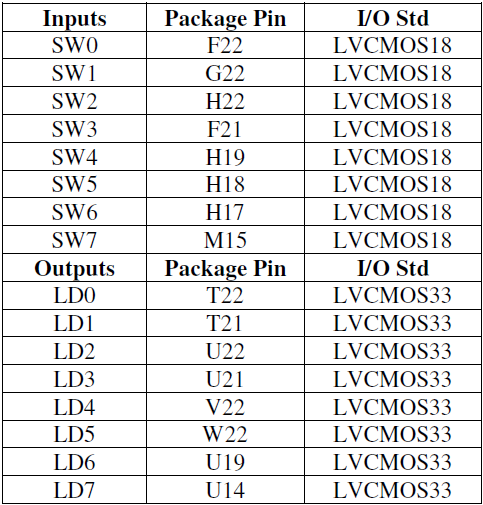 Inputs Package Pin I/O Std
SW0 F22 LVCMOS18
SW1 G22 LVCMOS18
SW2 H22 LVCMOS18
SW3 F21 LVCMOS18
SW4 H19 LVCMOS18
SW5 H18 LVCMOS18
SW6 H17 LVCMOS18
SW7 M15 LVCMOS18
Outputs Package Pin I/O Std
LD0 T22 LVCMOS33
LD1 T21 LVCMOS33
LD2 U22 LVCMOS33
LD3 U21 LVCMOS33
LD4 V22 LVCMOS33
LD5 W22 LVCMOS33
LD6 U19 LVCMOS33
LD7 U14 LVCMOS33